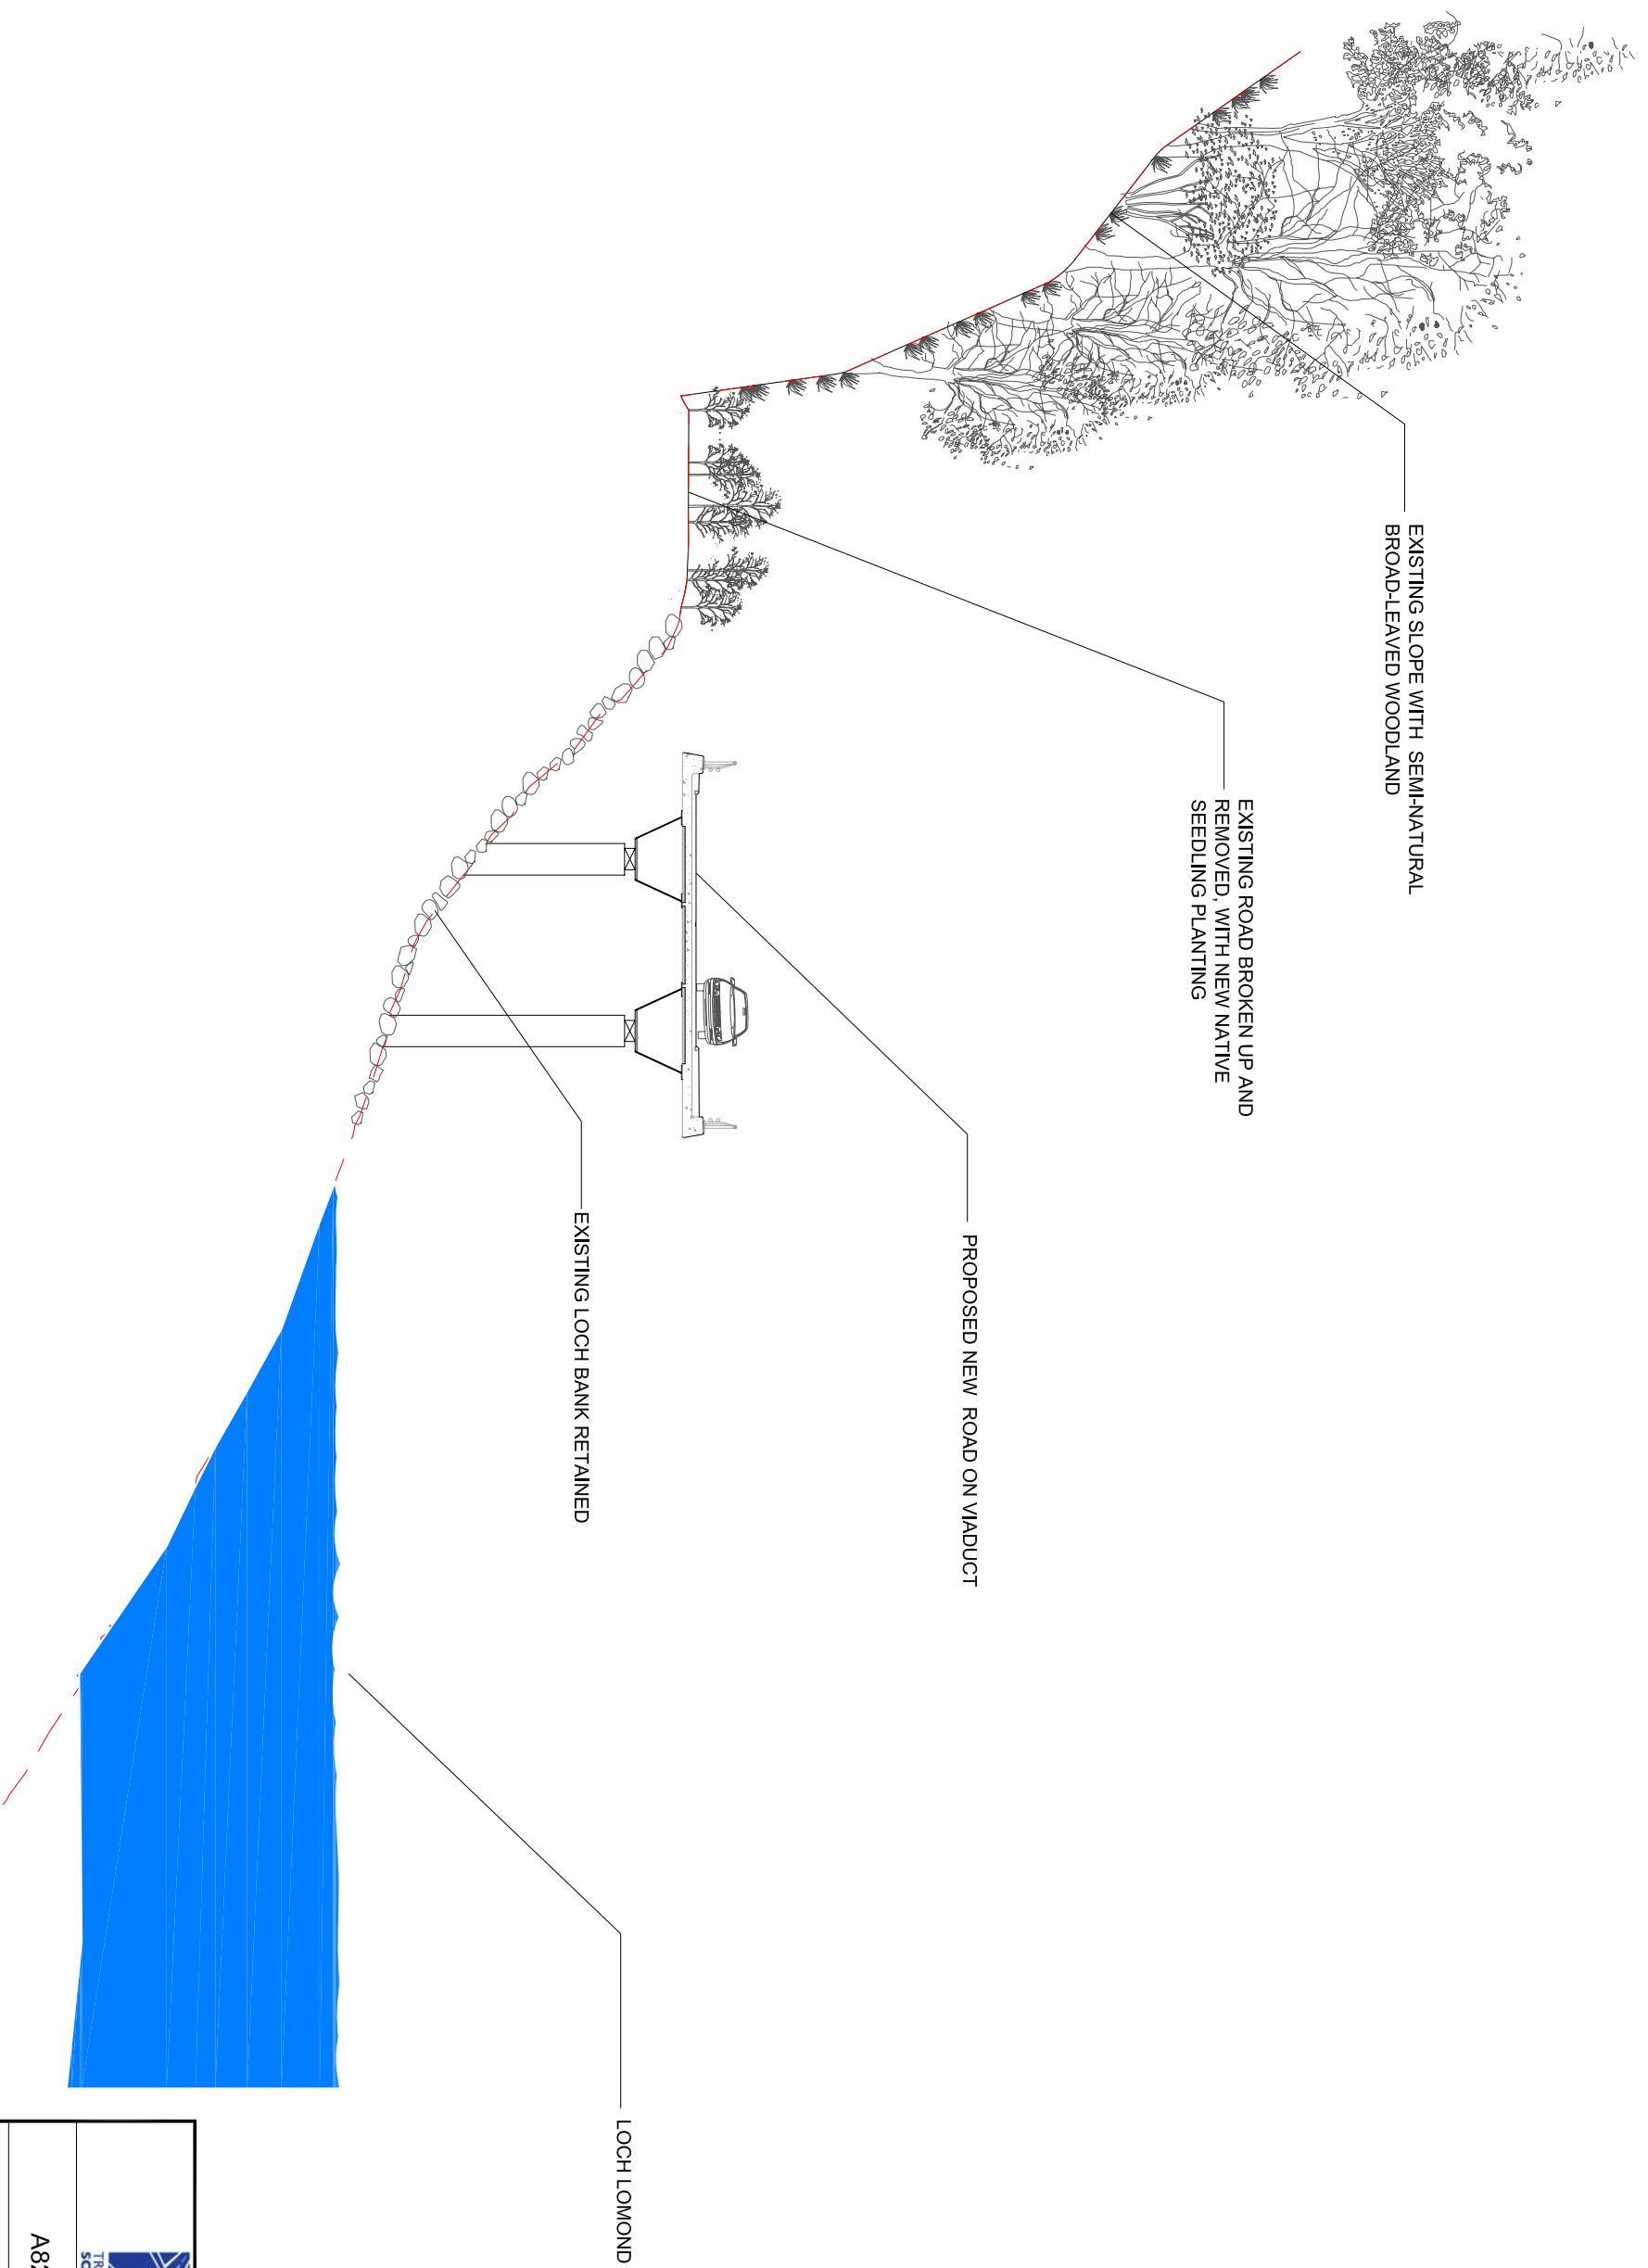 EXISTING SLOPE WITH SEMI-NATURAL
BROAD-LEAVED WOODLAND
EXISTING ROAD BROKEN UP AND
REMOVED, WITH NEW NATIVE
SEEDLING PLANTING
PROPOSED NEW ROAD ON VIADUCT
EXISTING LOCH BANK RETAINED
LOCH LOMOND